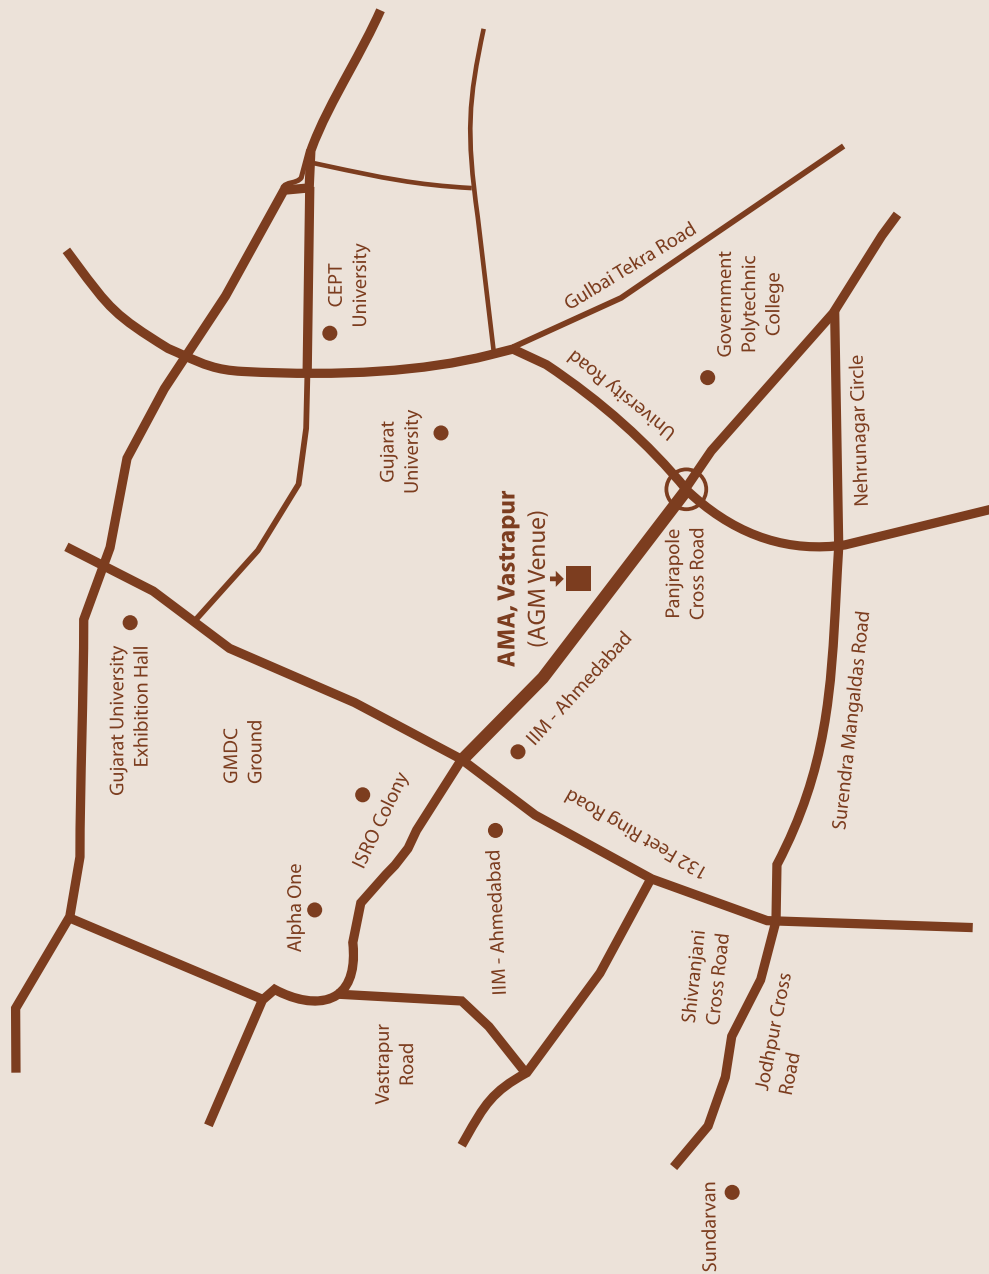 CEPT
University
Gulbai Tekra Road
Government
Polytechnic
College
University Road
Gujarat
University
Nehrunagar Circle
AMA, Vastrapur
(AGM Venue)
Panjrapole
Cross Road
Gujarat University
Exhibition Hall
GMDC
Ground
IIM - Ahmedabad
Surendra Mangaldas Road
ISRO Colony
132 Feet Ring Road
Alpha One
IIM - Ahmedabad
Shivranjani
Cross Road
Vastrapur
Road
Jodhpur Cross
Road
Sundarvan